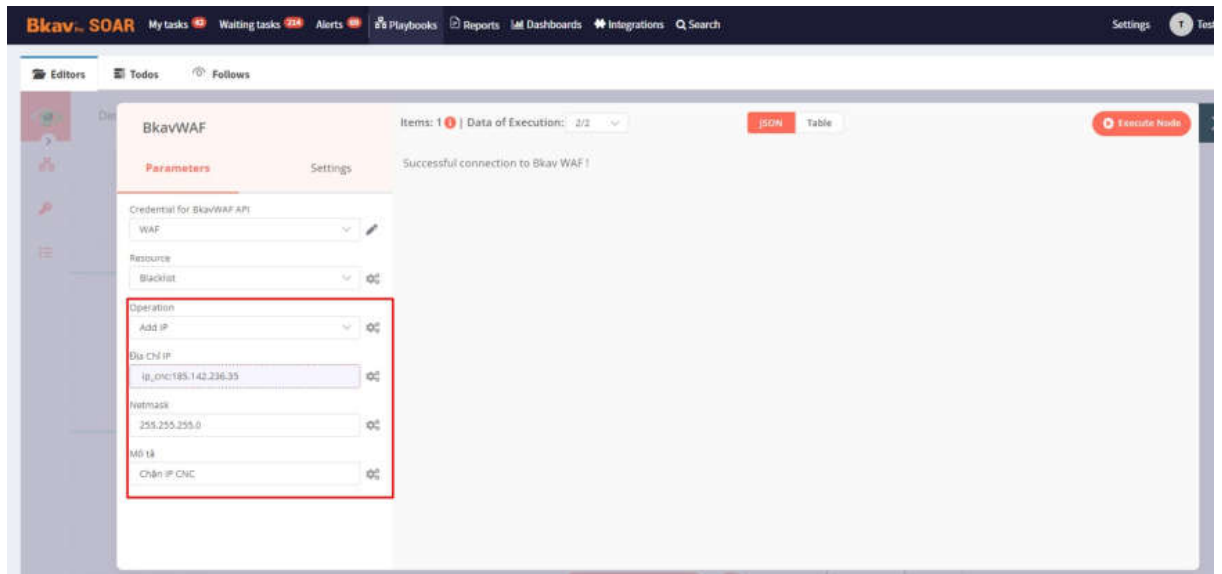 Bkav SOAR My tasks 43 Waiting tasks 214 Alerts Playbooks Reports Dashboards Integrations Search Settings T Test
Editors Todos Follows
BkavWAF
Items: 1 | Data of Execution: 2/2
JSON Table
Execute Node
Parameters Settings
Successful connection to Bkav WAF !
Credential for BkavWAF API
WAF
Resource
Blacklist
Operation
Add IP
Địa Chỉ IP
ip_cnc:185.142.236.35
Netmask
255.255.255.0
Mô tả
Chặn IP CNC